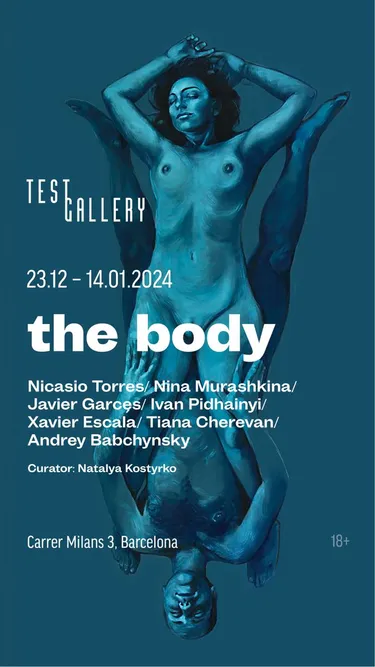 TEST
GALLERY
23.12 – 14.01.2024
the body
Nicasio Torres/ Nina Murashkina/
Javier Garcęs/ Ivan Pidhainyi/
Xavier Escala/ Tiana Cherevan/
Andrey Babchynsky
Curator: Natalya Kostyrko
Carrer Milans 3, Barcelona
18+